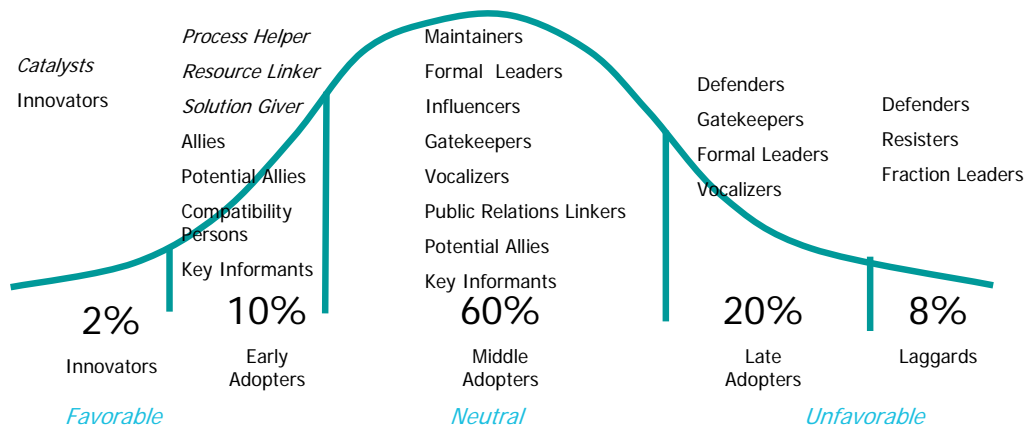 Catalysts
Innovators
Process Helper
Resource Linker
Solution Giver
Allies
Potential Allies
Compatibility
Persons
Key Informants
Maintainers
Formal Leaders
Influencers
Gatekeepers
Vocalizers
Public Relations Linkers
Potential Allies
Key Informants
Defenders
Gatekeepers
Formal Leaders
Vocalizers
Defenders
Resisters
Fraction Leaders
2%
10%
60%
20%
8%
Innovators
Early
Adopters
Middle
Adopters
Late
Adopters
Laggards
Favorable
Neutral
Unfavorable